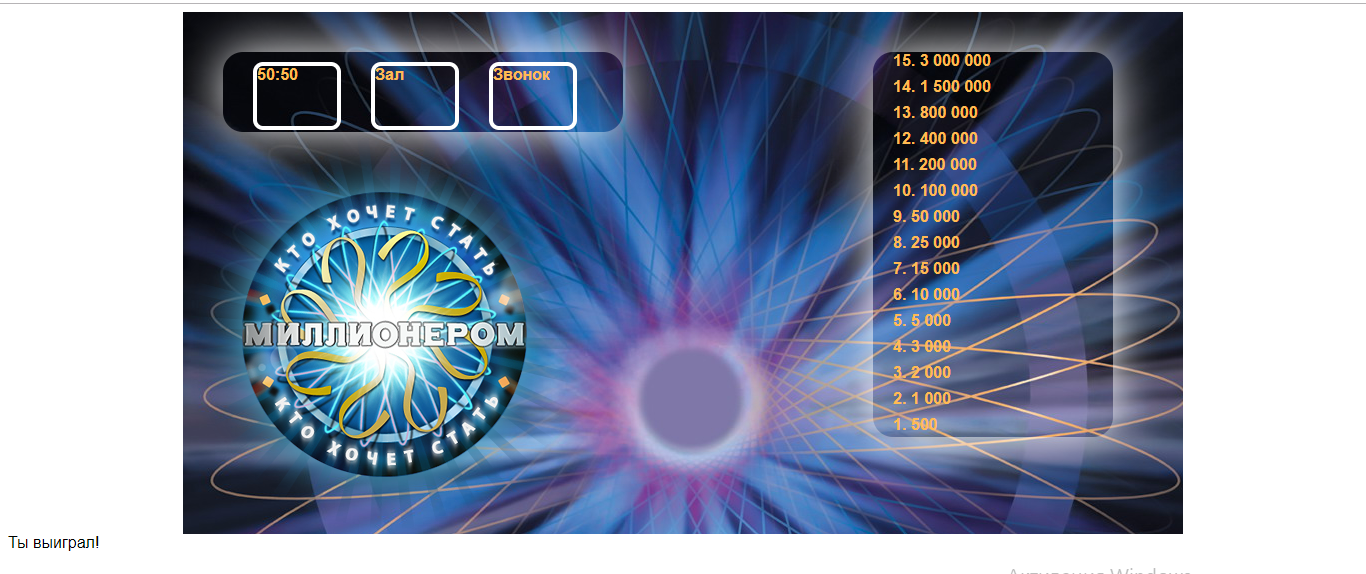 50:50
Зал
Звонок
15. 3 000 000
14. 1 500 000
13. 800 000
12. 400 000
11. 200 000
10. 100 000
9. 50 000
8. 25 000
7. 15 000
6. 10 000
5. 5 000
4. 3 000
3. 2 000
2. 1 000
1. 500
КТО ХОЧЕТ СТАТЬ
МИЛЛИОНЕРОМ
КТО ХОЧЕТ СТАТЬ
Ты выиграл!
Активация Windows